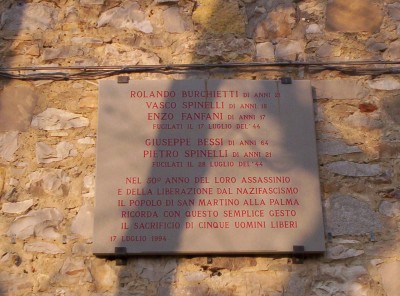 ROLANDO BURCHIETTI DI ANNI 21
VASCO SPINELLI DI ANNI 18
ENZO FANFANI DI ANNI 17
FUCILATI IL 17 LUGLIO DEL '44
GIUSEPPE BESSI DI ANNI 64
PIETRO SPINELLI DI ANNI 21
FUCILATI IL 28 LUGLIO DEL '44
NEL 50° ANNO DEL LORO ASSASSINIO
E DELLA LIBERAZIONE DAL NAZIFASCISMO
IL POPOLO DI SAN MARTINO ALLA PALMA
RICORDA CON QUESTO SEMPLICE GESTO
IL SACRIFICIO DI CINQUE UOMINI LIBERI
17 LUGLIO 1994